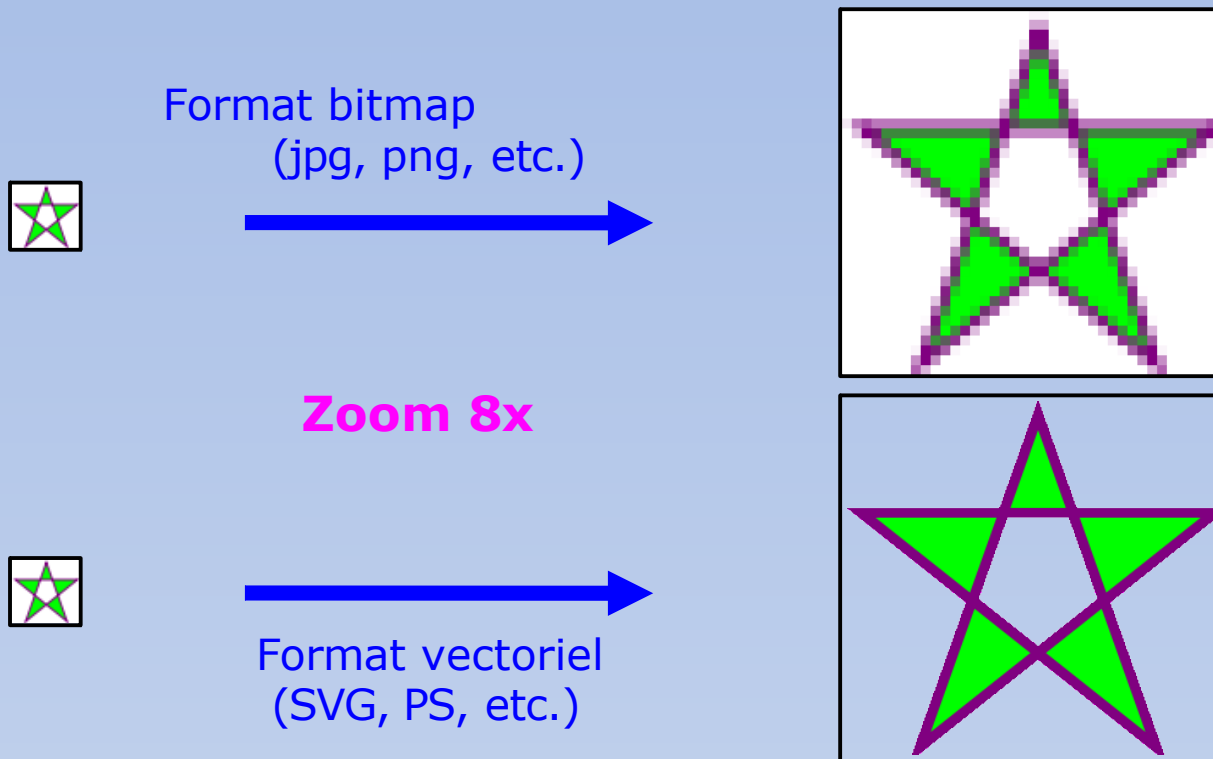 Format bitmap
(jpg, png, etc.)
Zoom 8x
Format vectoriel
(SVG, PS, etc.)